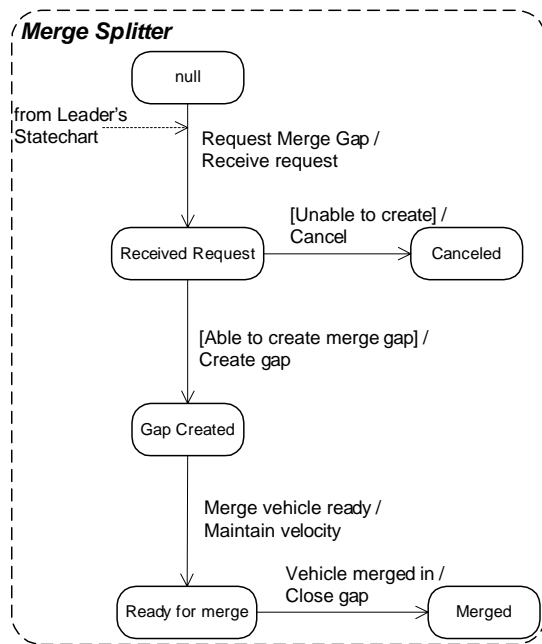 Merge Splitter
null
from Leader's
Statechart
Request Merge Gap /
Receive request
[Unable to create] /
Cancel
Received Request
Canceled
[Able to create merge gap] /
Create gap
Gap Created
Merge vehicle ready /
Maintain velocity
Vehicle merged in /
Close gap
Ready for merge
Merged